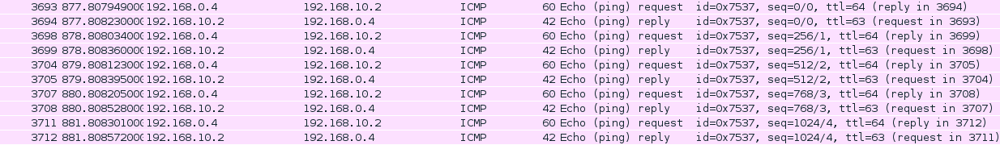 3693 877.807949000 192.168.0.4 192.168.10.2 ICMP 60 Echo (ping) request id=0x7537, seq=0/0, ttl=64 (reply in 3694)
3694 877.808230000 192.168.10.2 192.168.0.4 ICMP 42 Echo (ping) reply id=0x7537, seq=0/0, ttl=63 (request in 3693)
3698 878.808034000 192.168.0.4 192.168.10.2 ICMP 60 Echo (ping) request id=0x7537, seq=256/1, ttl=64 (reply in 3699)
3699 878.808360000 192.168.10.2 192.168.0.4 ICMP 42 Echo (ping) reply id=0x7537, seq=256/1, ttl=63 (request in 3698)
3704 879.808123000 192.168.0.4 192.168.10.2 ICMP 60 Echo (ping) request id=0x7537, seq=512/2, ttl=64 (reply in 3705)
3705 879.808395000 192.168.10.2 192.168.0.4 ICMP 42 Echo (ping) reply id=0x7537, seq=512/2, ttl=63 (request in 3704)
3707 880.808205000 192.168.0.4 192.168.10.2 ICMP 60 Echo (ping) request id=0x7537, seq=768/3, ttl=64 (reply in 3708)
3708 880.808528000 192.168.10.2 192.168.0.4 ICMP 42 Echo (ping) reply id=0x7537, seq=768/3, ttl=63 (request in 3707)
3711 881.808301000 192.168.0.4 192.168.10.2 ICMP 60 Echo (ping) request id=0x7537, seq=1024/4, ttl=64 (reply in 3712)
3712 881.808572000 192.168.10.2 192.168.0.4 ICMP 42 Echo (ping) reply id=0x7537, seq=1024/4, ttl=63 (request in 3711)